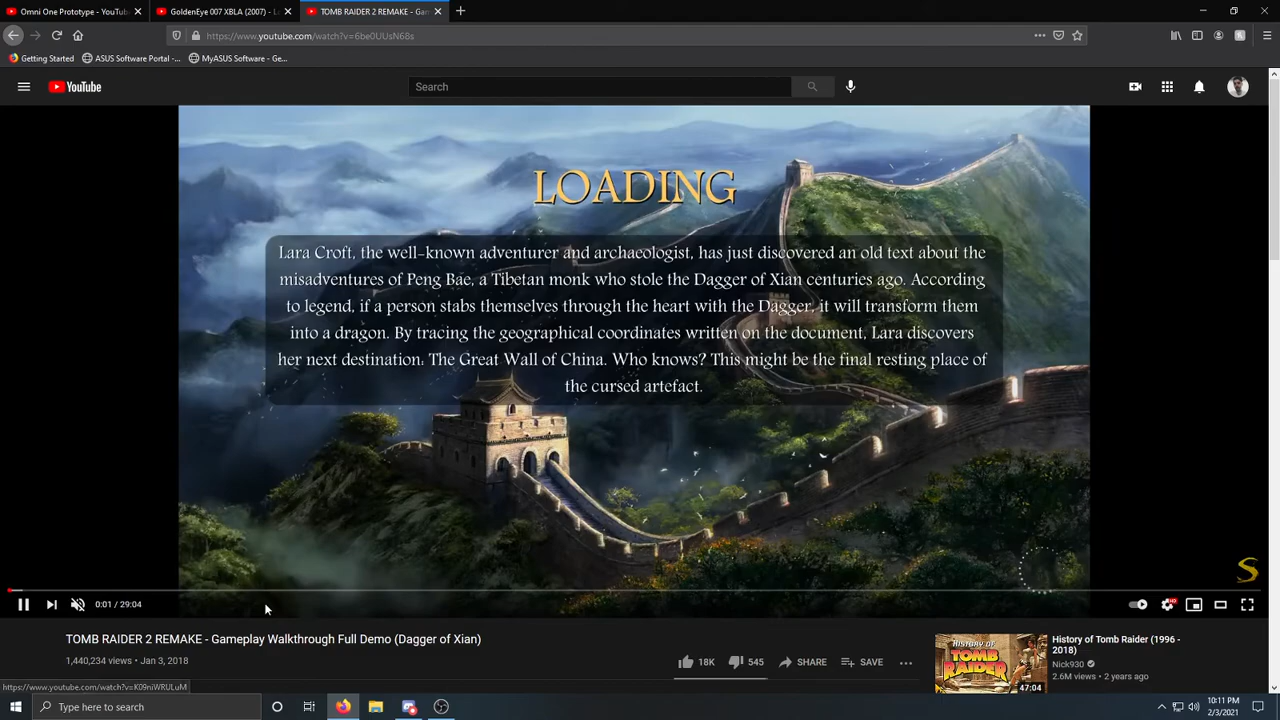 Omni One Prototype - YouTub
GoldenEye 007 XBLA (2007) - L
TOMB RAIDER 2 REMAKE - Gam
https://www.youtube.com/watch?v=6be0UUsN68s
Getting Started
ASUS Software Portal -...
MyASUS Software - Ge...
YouTube
Search
LOADING
Lara Croft, the well-known adventurer and archaeologist, has just discovered an old text about the
misadventures of Peng Bae, a Tibetan monk who stole the Dagger of Xian centuries ago. According
to legend, if a person stabs themselves through the heart with the Dagger, it will transform them
into a dragon. By tracing the geographical coordinates written on the document, Lara discovers
her next destination: The Great Wall of China. Who knows? This might be the final resting place of
the cursed artefact.
S
0:01 / 29:04
HD
TOMB RAIDER 2 REMAKE - Gameplay Walkthrough Full Demo (Dagger of Xian)
1,440,234 views • Jan 3, 2018
18K
545
SHARE
SAVE
HISTORY OF
TOMB
RAIDER
47:04
History of Tomb Raider (1996 -
2018)
Nick930
2.6M views • 2 years ago
https://www.youtube.com/watch?v=K09niWRULuM
Type here to search
10:11 PM
2/3/2021